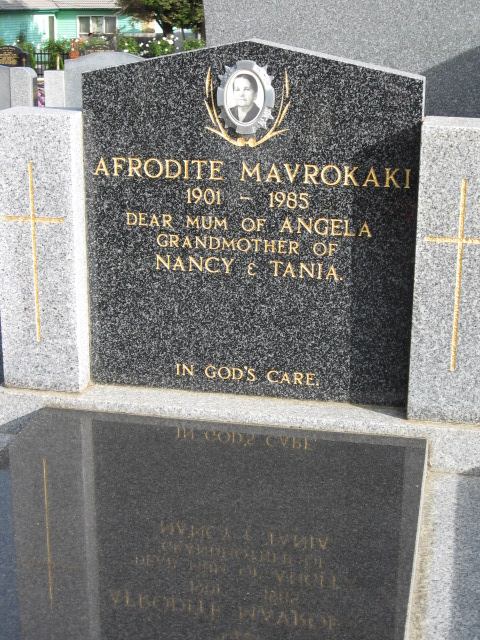 AFRODITE MAVROKAKI
1901 - 1985
DEAR MUM OF ANGELA
GRANDMOTHER OF
NANCY & TANIA.
IN GOD'S CARE.